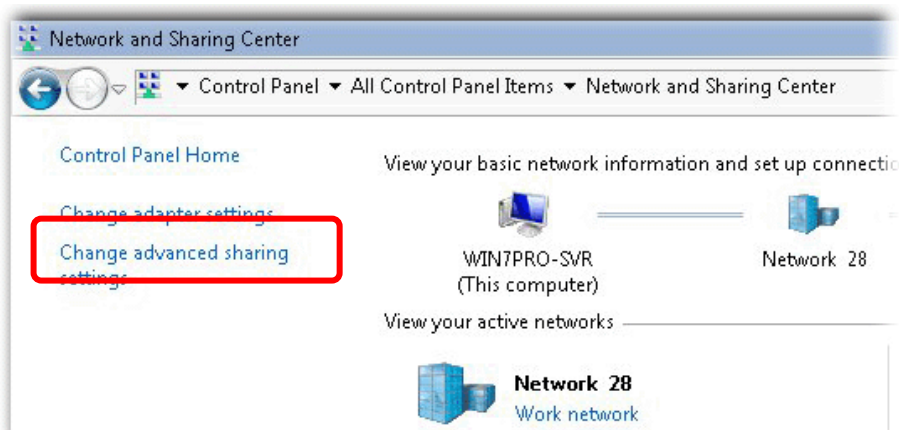 Network and Sharing Center
Control Panel All Control Panel Items Network and Sharing Center
Control Panel Home
View your basic network information and set up
Change adapter settings
Change advanced sharing
settings
WIN7PRO-SVR
(This computer)
Network 28
View your active networks
Network 28
Work network